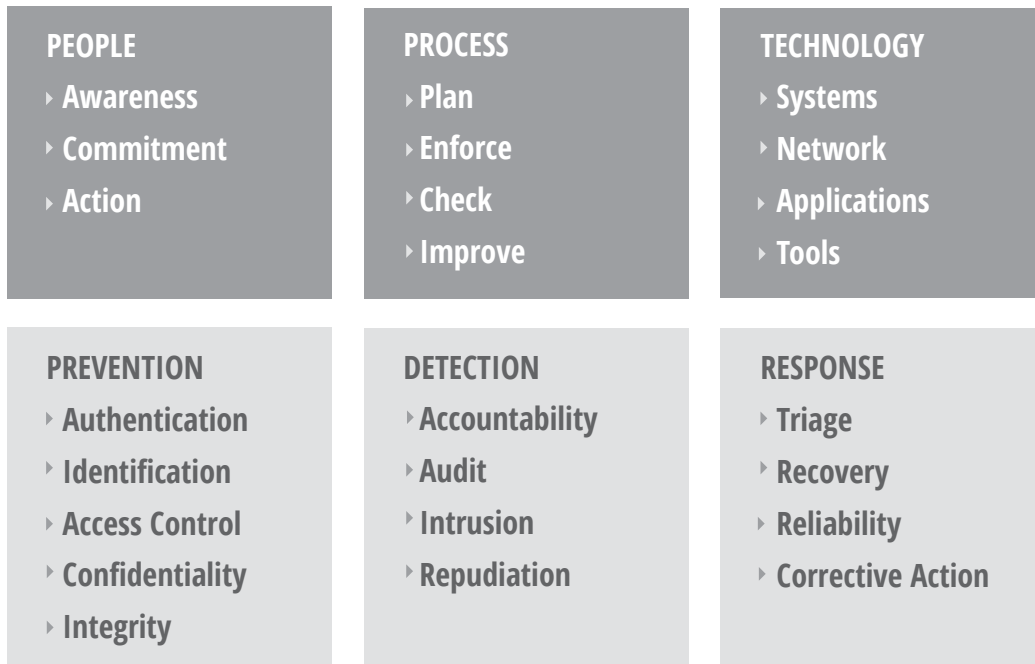 PEOPLE
Awareness
Commitment
Action
PROCESS
Plan
Enforce
Check
Improve
TECHNOLOGY
Systems
Network
Applications
Tools
PREVENTION
Authentication
Identification
Access Control
Confidentiality
Integrity
DETECTION
Accountability
Audit
Intrusion
Repudiation
RESPONSE
Triage
Recovery
Reliability
Corrective Action